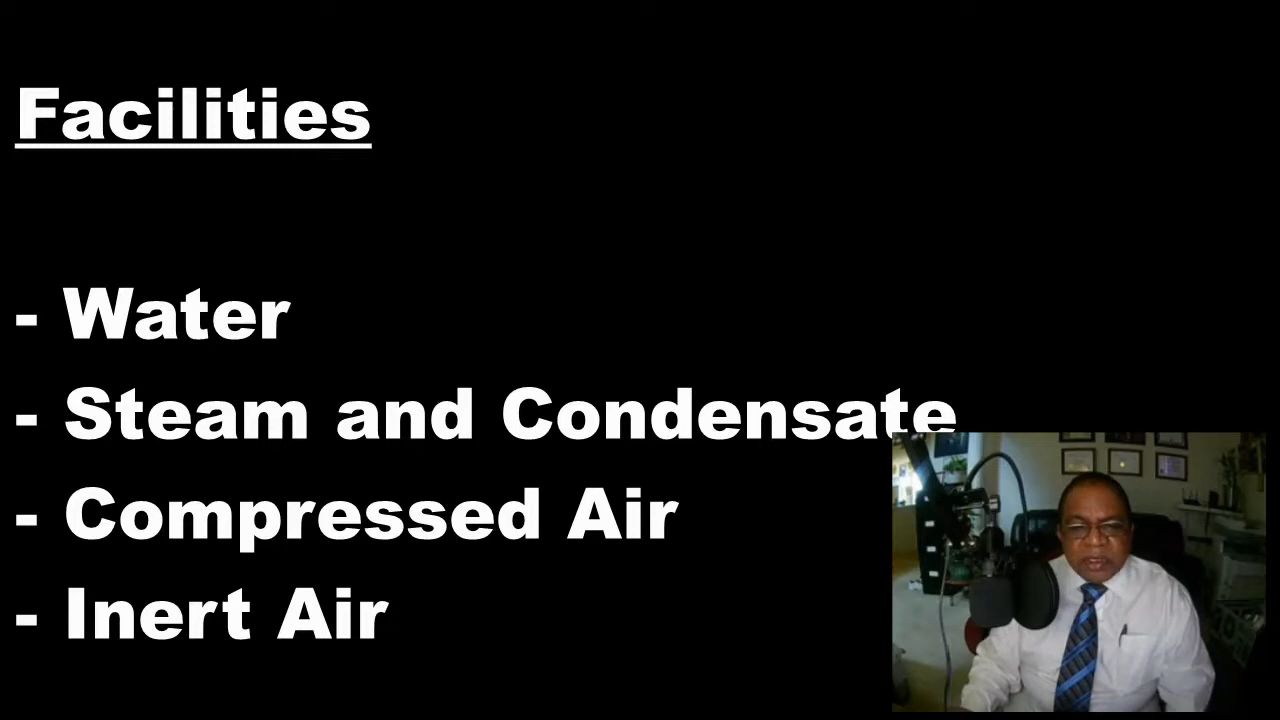 Facilities
- Water
- Steam and Condensate
- Compressed Air
- Inert Air